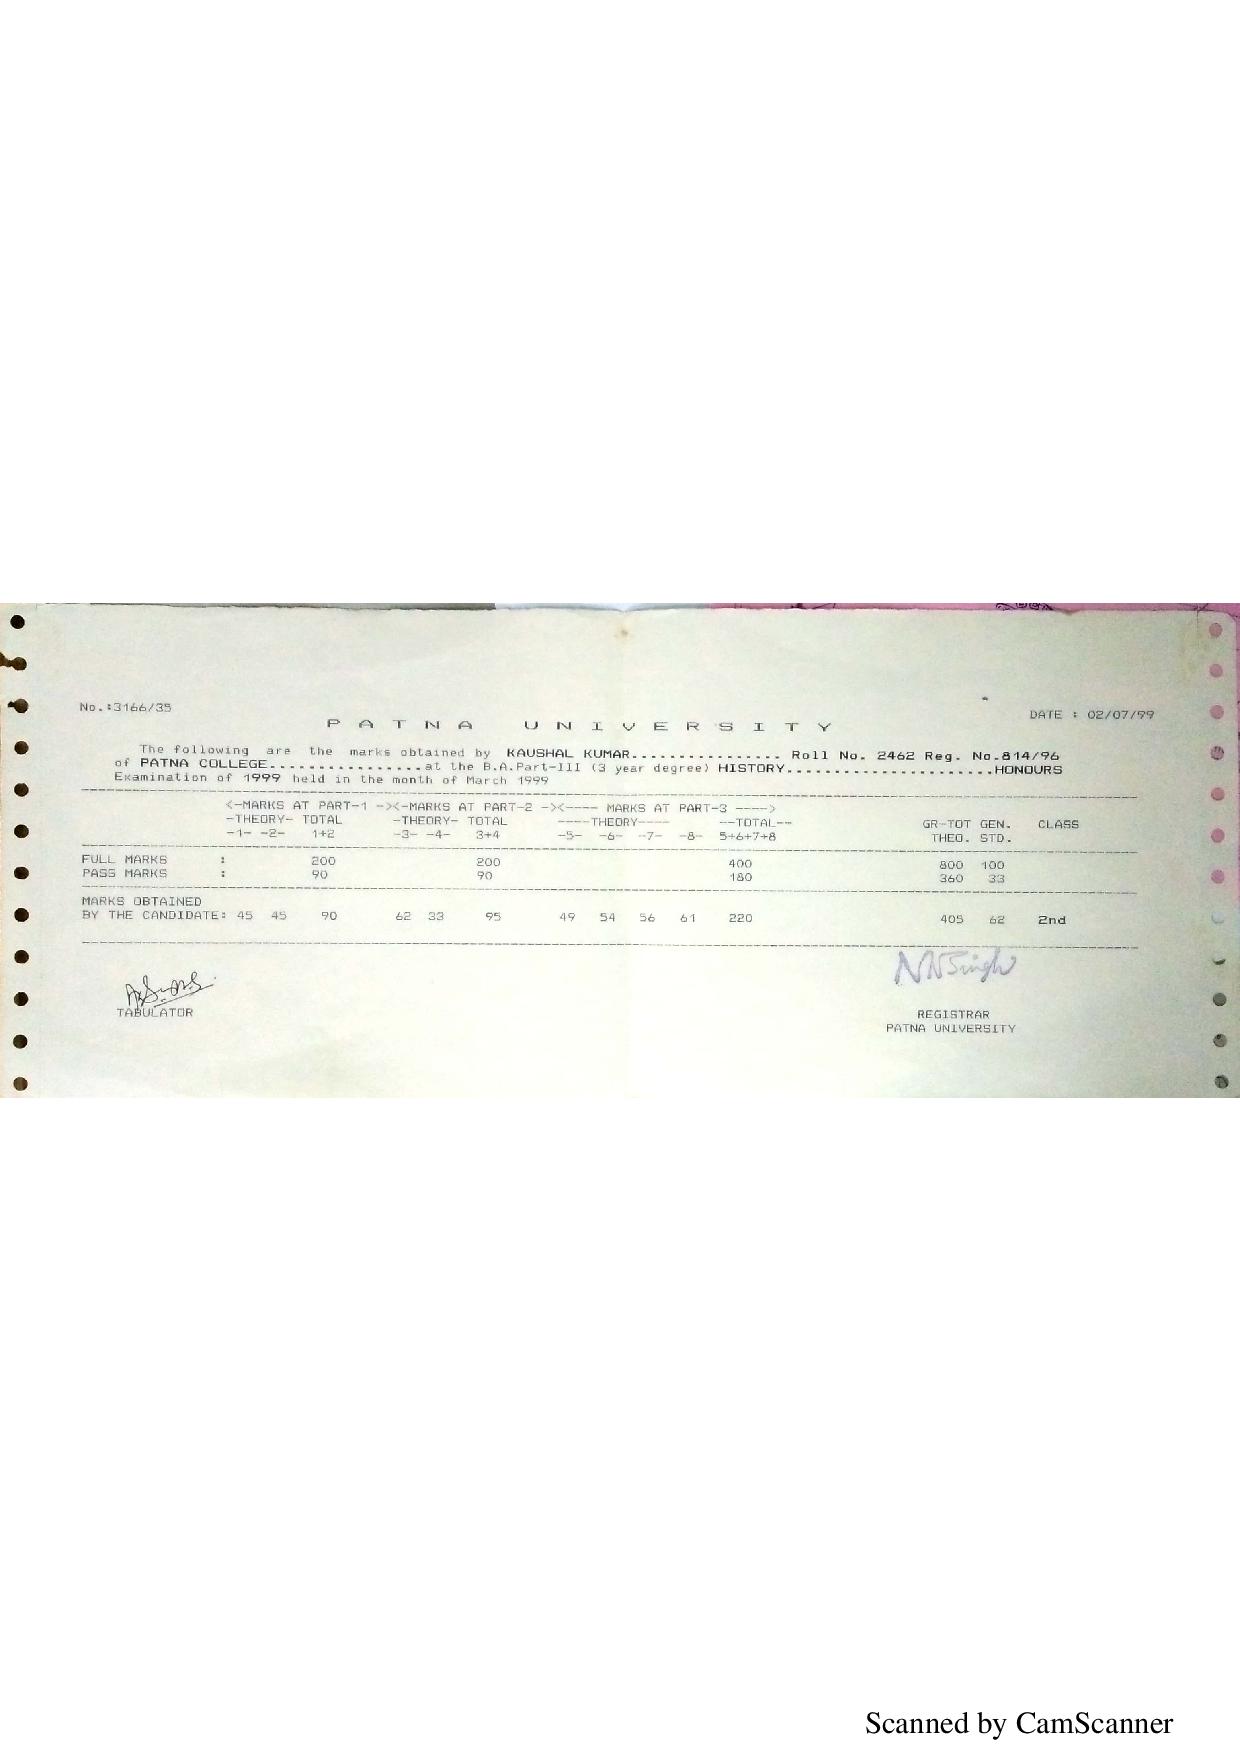 No.:3166/35
DATE : 02/07/99
P A T N A   U N I V E R S I T Y
The following are the marks obtained by KAUSHAL KUMAR............... Roll No. 2462 Reg. No.814/96
of PATNA COLLEGE................at the B.A.Part-III (3 year degree) HISTORY......................HONOURS
Examination of 1999 held in the month of March 1999
<-MARKS AT PART-1 -><-MARKS AT PART-2 -><---- MARKS AT PART-3 ---->
-THEORY- TOTAL -THEORY- TOTAL ----THEORY---- --TOTAL-- GR-TOT GEN. CLASS
-1- -2- 1+2 -3- -4- 3+4 -5- -6- -7- -8- 5+6+7+8 THEO. STD.
FULL MARKS : 200 200 400 800 100
PASS MARKS : 90 90 180 360 33
MARKS OBTAINED
BY THE CANDIDATE: 45 45 90 62 33 95 49 54 56 61 220 405 62 2nd
NNSingh
TABULATOR
REGISTRAR
PATNA UNIVERSITY
Scanned by CamScanner